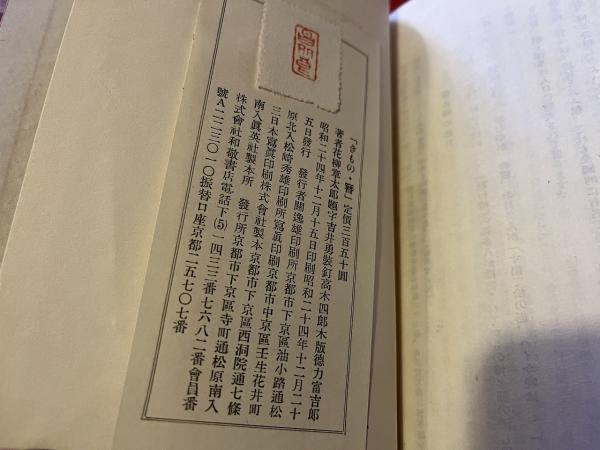 「きもの・簪」定價三百五十圓
著者花柳章太郎題字吉井勇裝釘高木四郎木版德力富吉郎
昭和二十四年十二月十五日印刷昭和二十四年十二月二十
五日發行　發行者關逸雄印刷所京都市下京區油小路通松
原北入松崎秀雄印刷所寫眞印刷京都市中京區壬生花井町
三日本寫眞印刷株式會社製本京都市下京區西洞院通七條
南入眞英社製本所　發行所京都市下京區寺町通松原南入
株式會社和敬書店電話下⑸一四三三番七六八二番會員番
號A一二三〇一〇振替口座京都二五七〇七番